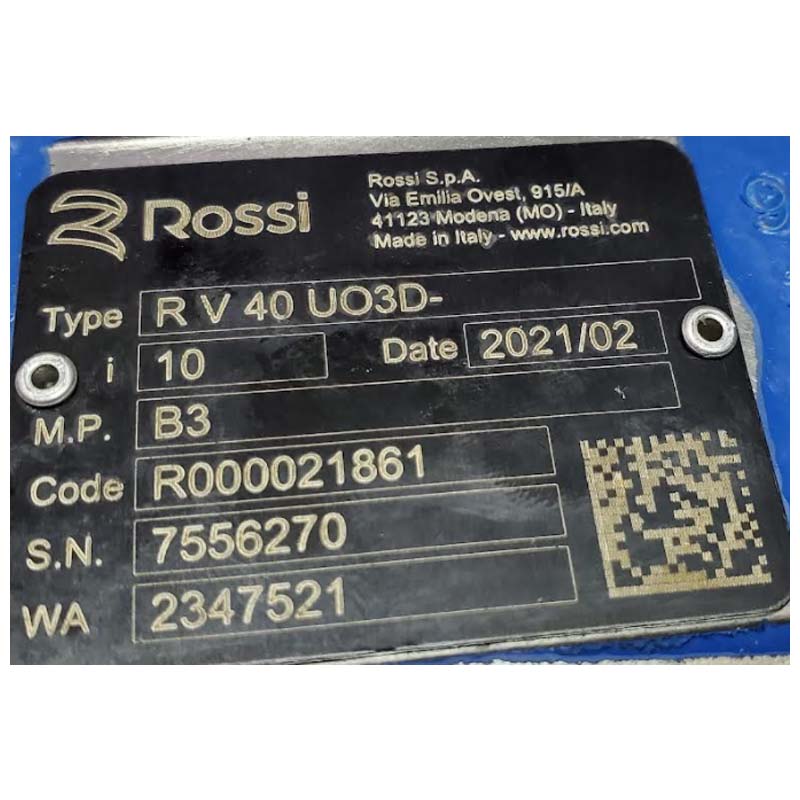 Rossi
Rossi S.p.A.
Via Emilia Ovest, 915/A
41123 Modena (MO) - Italy
Made in Italy - www.rossi.com
Type R V 40 UO3D-
i 10 Date 2021/02
M.P. B3
Code R000021861
S.N. 7556270
WA 2347521